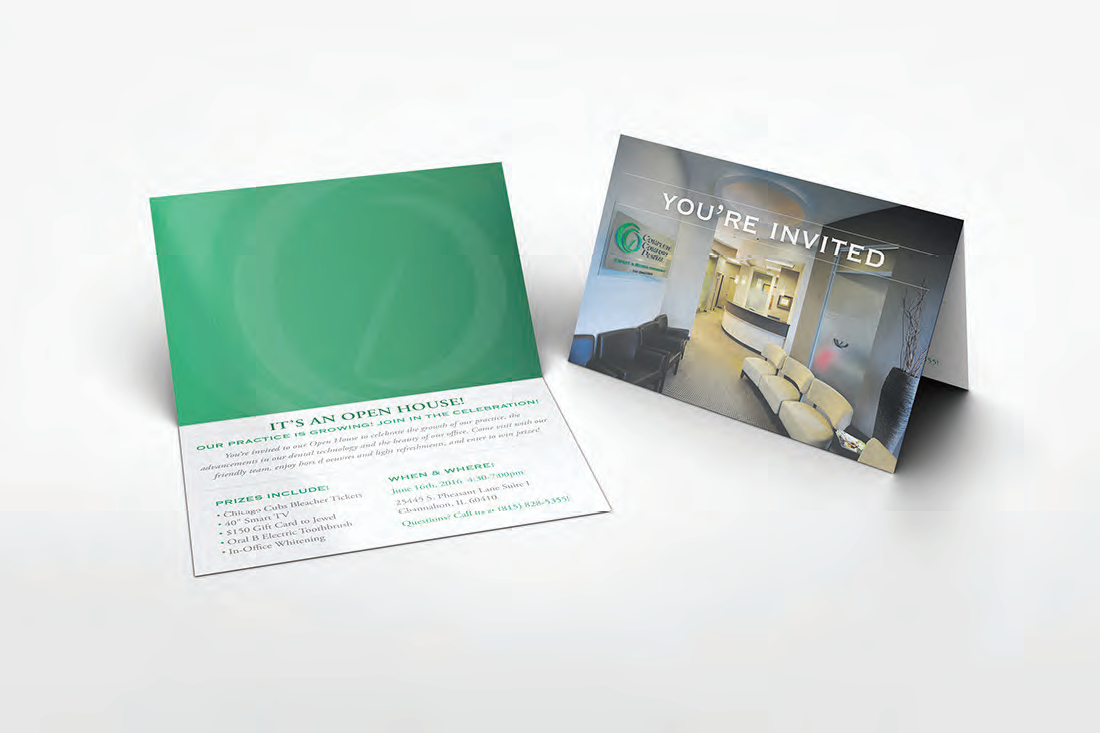 IT'S AN OPEN HOUSE!
OUR PRACTICE IS GROWING! JOIN IN THE CELEBRATION!
You're invited to our Open House to celebrate the growth of our practice, the
advancements in our dental technology and the beauty of our office. Come visit with our
friendly team, enjoy hors d'oeuvres and light refreshments, and enter to win prizes!
PRIZES INCLUDE:
• Chicago Cubs Bleacher Tickets
• 40" Smart TV
• $150 Gift Card to Jewel
• Oral B Electric Toothbrush
• In-Office Whitening
WHEN & WHERE:
June 16th, 2016 4:30-7:00pm
25445 S. Pheasant Lane Suite I
Channahon, IL 60410
Questions? Call us at (815) 828-5355!
YOU'RE INVITED
Complete
Comfort
Dental
55!